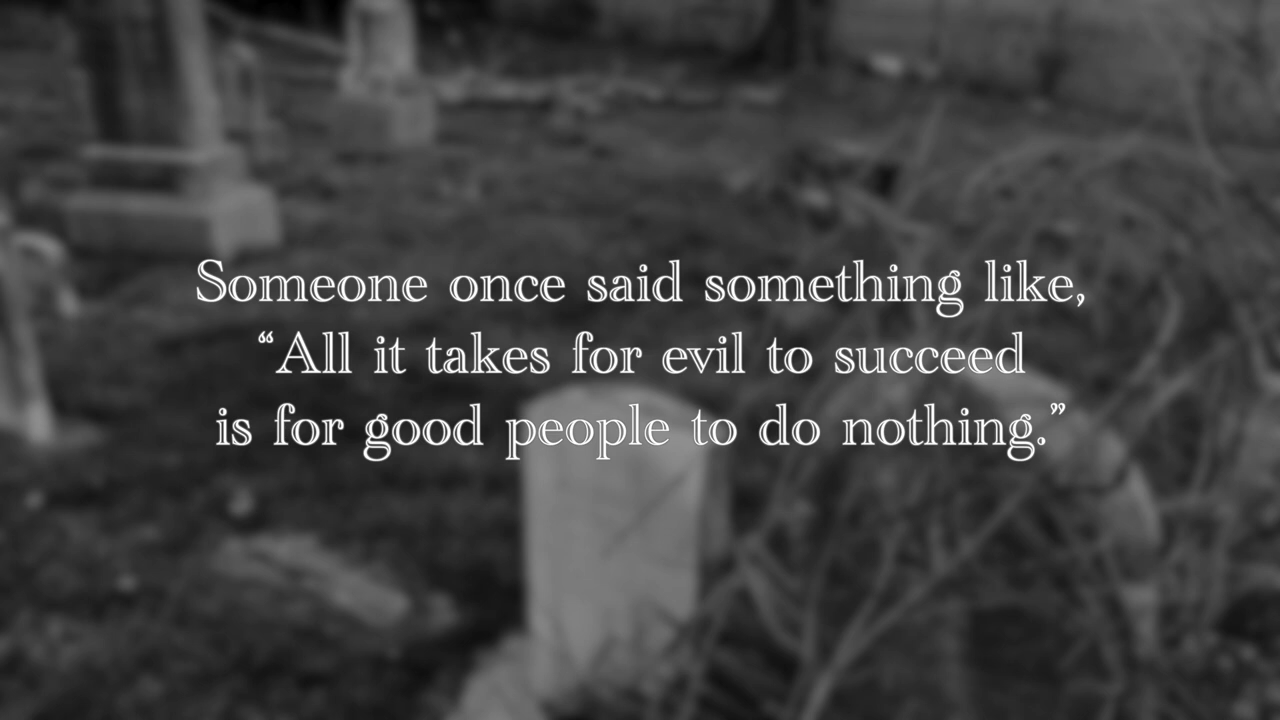 Someone once said something like,
“All it takes for evil to succeed
is for good people to do nothing.”